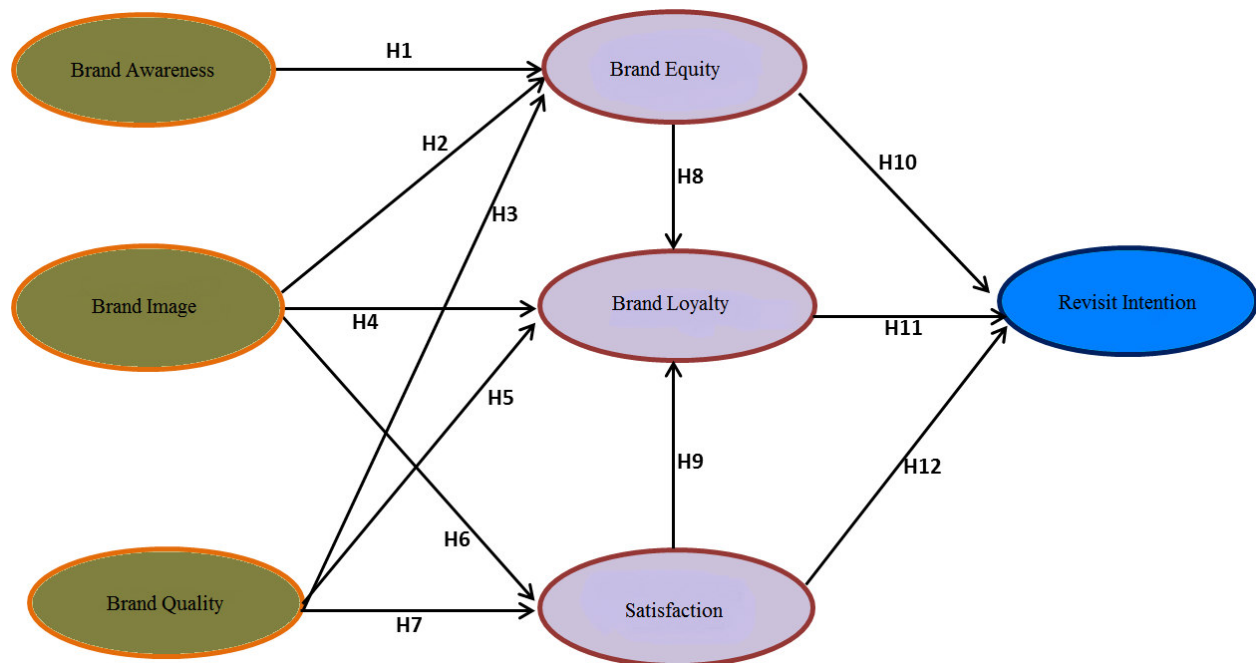 Brand Awareness
H1
Brand Equity
H2
H3
H8
H10
Brand Image
H4
Brand Loyalty
H11
Revisit Intention
H5
H6
H9
H12
Brand Quality
H7
Satisfaction